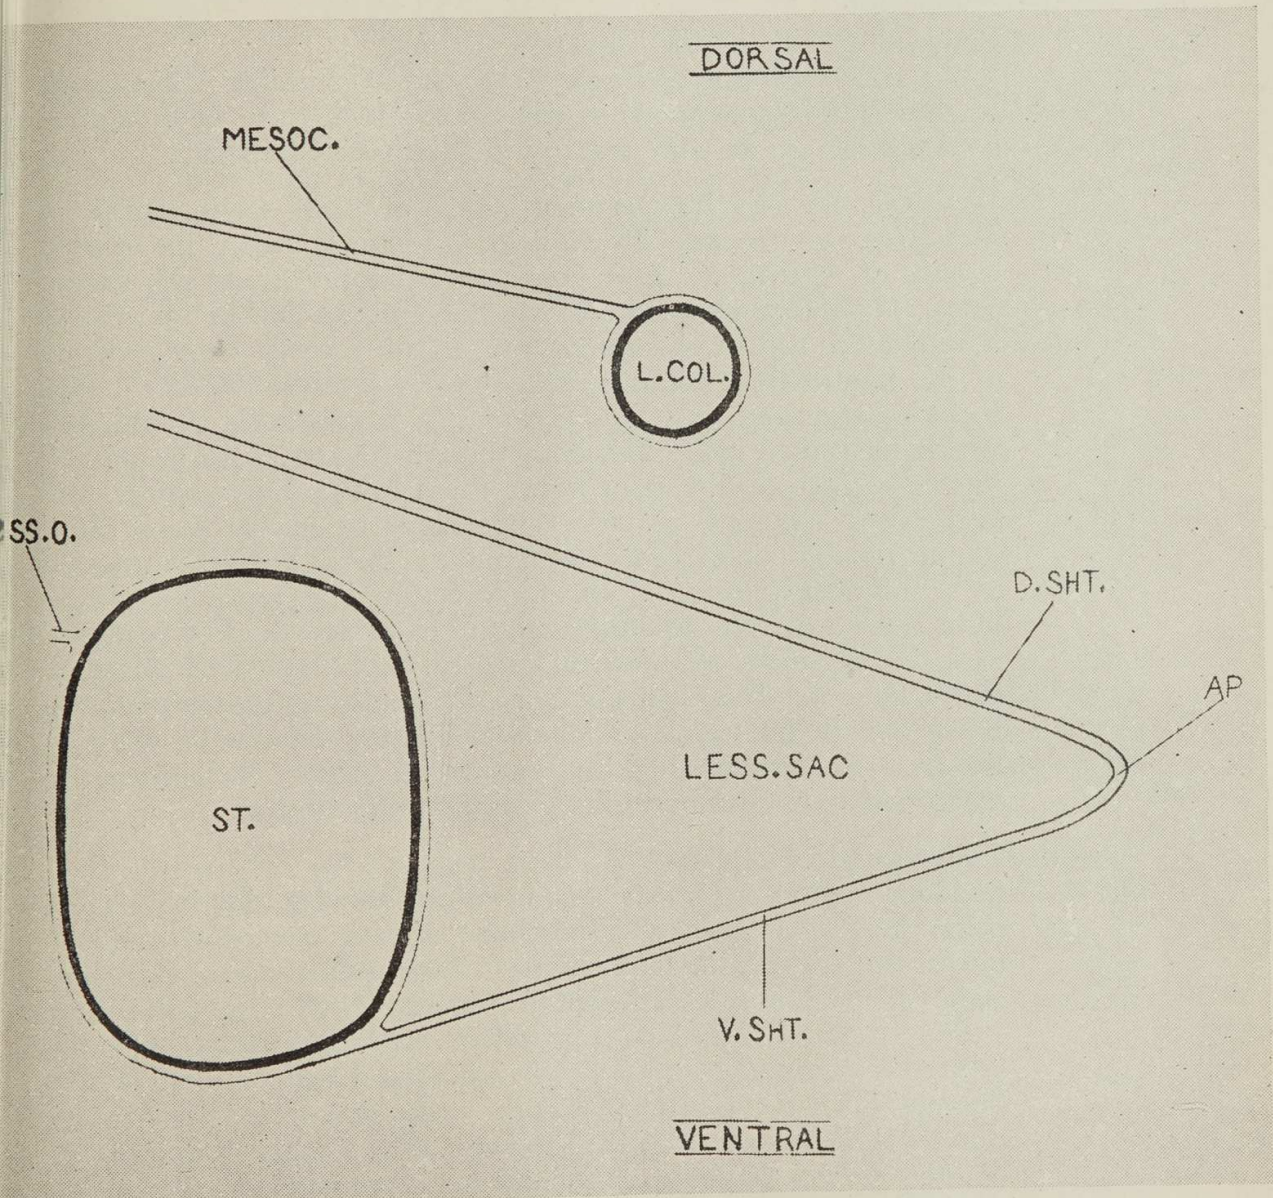 DORSAL
MESOC.
L.COL.
SS.O.
D.SHT.
AP
LESS.SAC
ST.
V.SHT.
VENTRAL